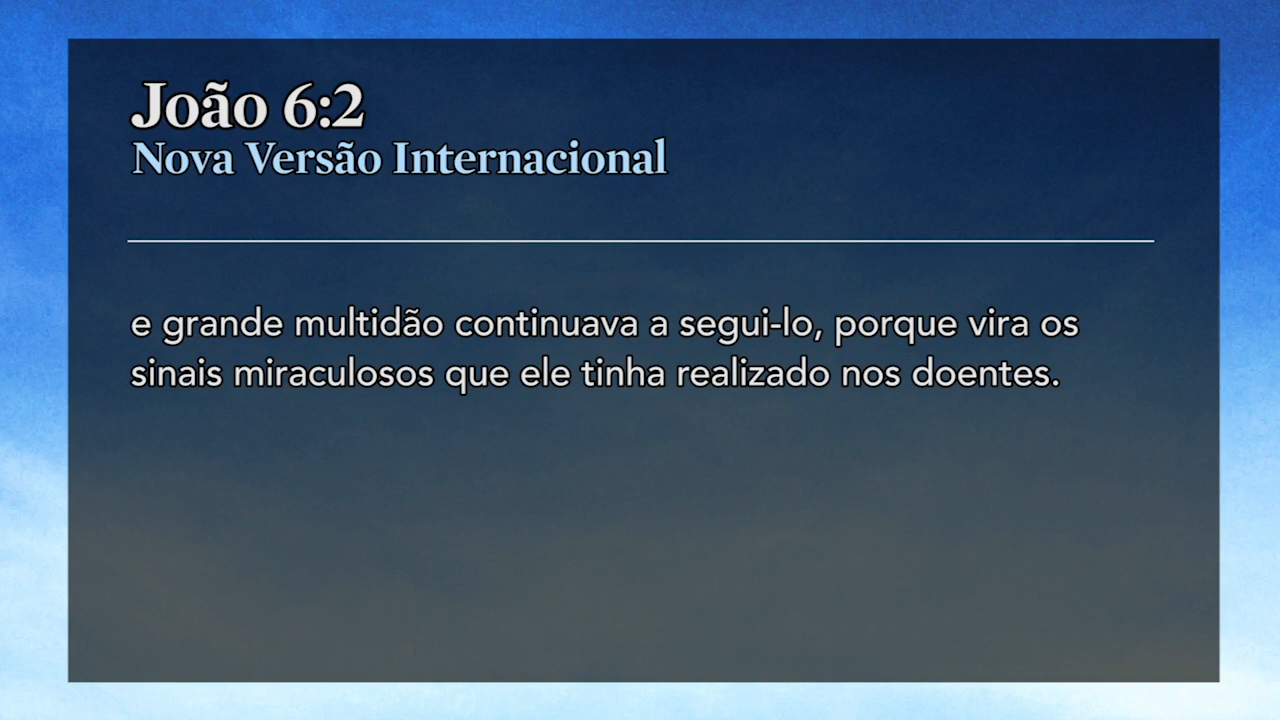 João 6:2
Nova Versão Internacional
e grande multidão continuava a segui-lo, porque vira os
sinais miraculosos que ele tinha realizado nos doentes.